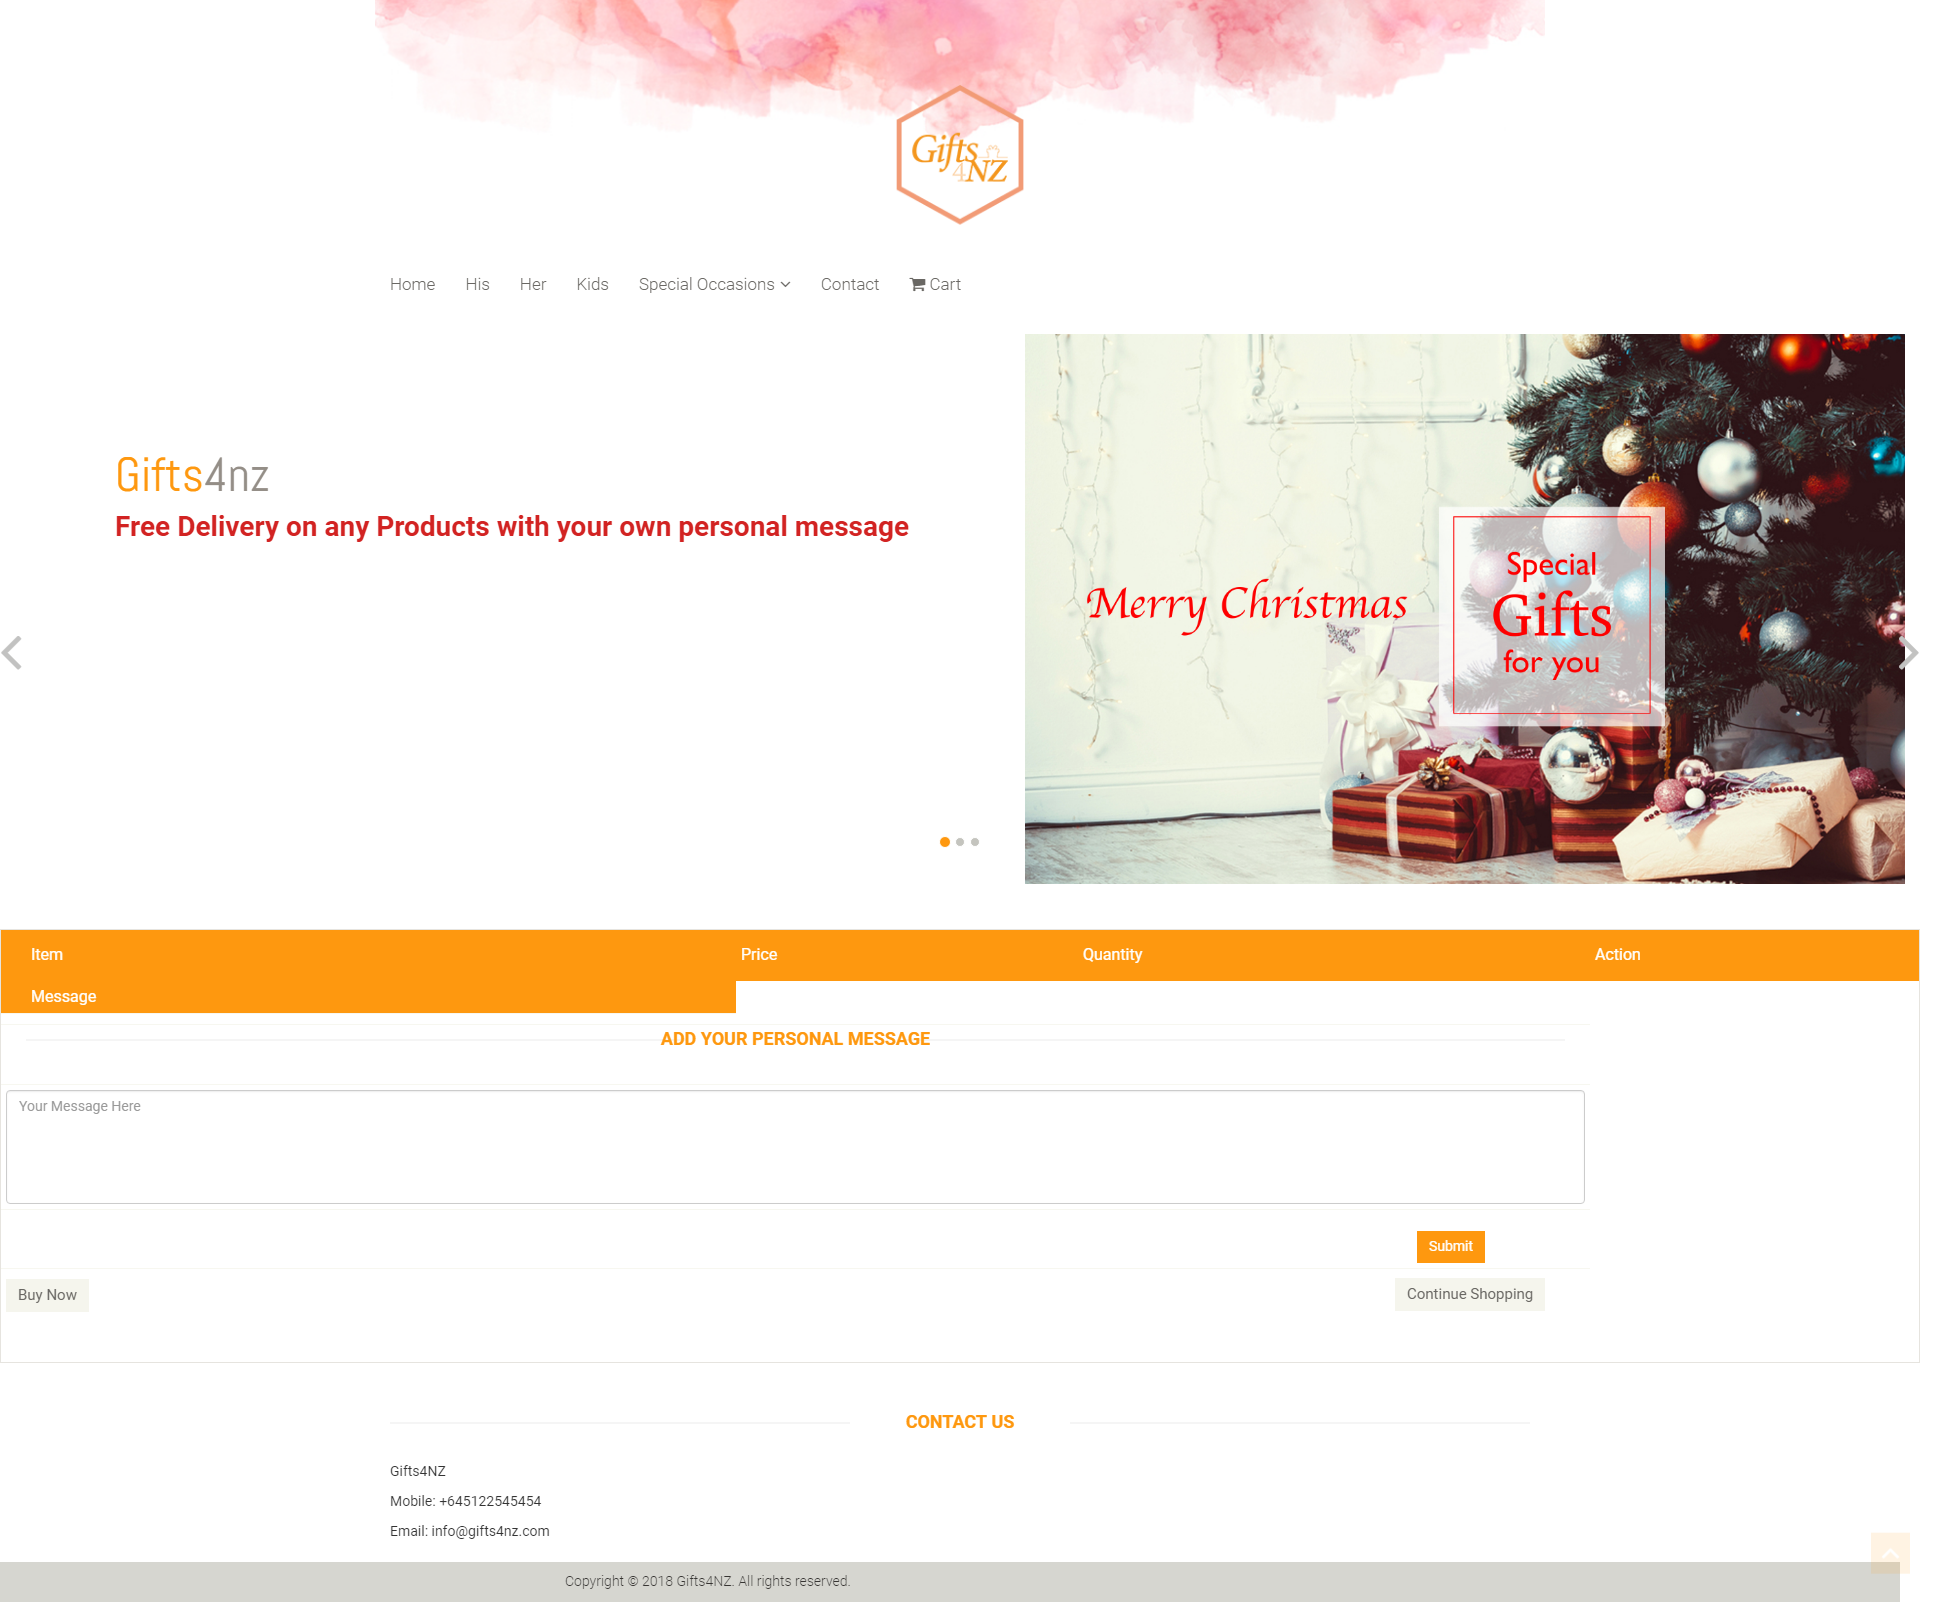 Gifts
4NZ
Home His Her Kids Special Occasions Contact Cart
Gifts4nz
Free Delivery on any Products with your own personal message
Merry Christmas
Special
Gifts
for you
Item Price Quantity Action
Message
ADD YOUR PERSONAL MESSAGE
Your Message Here
Submit
Buy Now Continue Shopping
CONTACT US
Gifts4NZ
Mobile: +645122545454
Email: info@gifts4nz.com
Copyright © 2018 Gifts4NZ. All rights reserved.